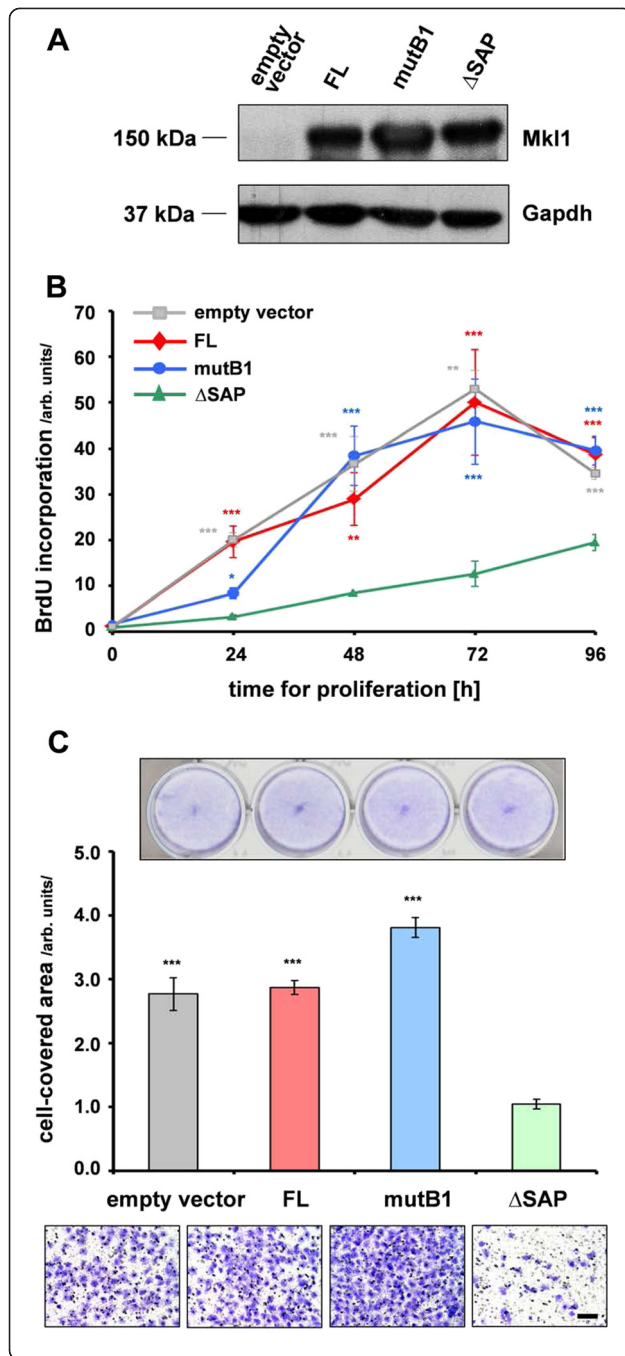 A
empty vector
FL
mutB1
ΔSAP
150 kDa
Mkl1
37 kDa
Gapdh
B
empty vector
FL
mutB1
ΔSAP
BrdU incorporation /arb. units/
70
60
50
40
30
20
10
0
***
***
*
***
***
**
***
**
***
***
***
***
0 24 48 72 96
time for proliferation [h]
C
cell-covered area /arb. units/
5.0
4.0
3.0
2.0
1.0
0.0
***
***
***
empty vector FL mutB1 ΔSAP